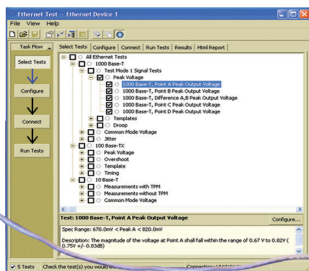 Ethernet Test -- Ethernet Device 1
File View Help
Task Flow
Select Tests Configure Connect Run Tests Results Html Report
Select Tests
Configure
Connect
Run Tests
All Ethernet Tests
1000 Base-T
Test Mode 1 Signal Tests
Peak Voltage
1000 Base-T, Point A Peak Output Voltage
1000 Base-T, Point B Peak Output Voltage
1000 Base-T, Difference A,B Peak Output Voltage
1000 Base-T, Point C Peak Output Voltage
1000 Base-T, Point D Peak Output Voltage
Templates
Droop
Common Mode Voltage
Jitter
100 Base-TX
Peak Voltage
Overshoot
Template
Timing
10 Base-T
Measurements with TPM
Measurements without TPM
Common Mode Voltage
Test: 1000 Base-T, Point A Peak Output Voltage
Configure...
Spec Range: 670.0mV < Peak A < 820.0mV
Description: The magnitude of the voltage at Point A shall fall within the range of 0.67 V to 0.82V (
0.75V +/- 0.83dB)
5 Tests Check the test(s) you would